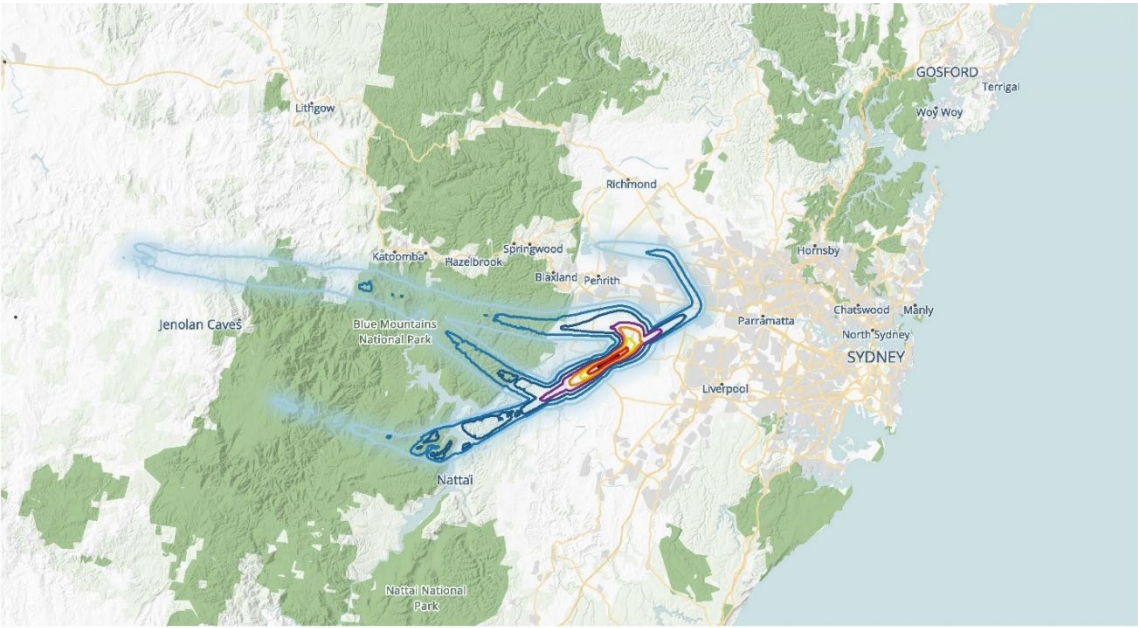 GOSFORD
Terrigal
Woy Woy
Lithgow
Richmond
Hornsby
Springwood
Katoomba
Hazelbrook
Blaxland
Penrith
Chatswood
Manly
Parramatta
North Sydney
SYDNEY
Jenolan Caves
Blue Mountains
National Park
Liverpool
Nattai
Nattai National
Park